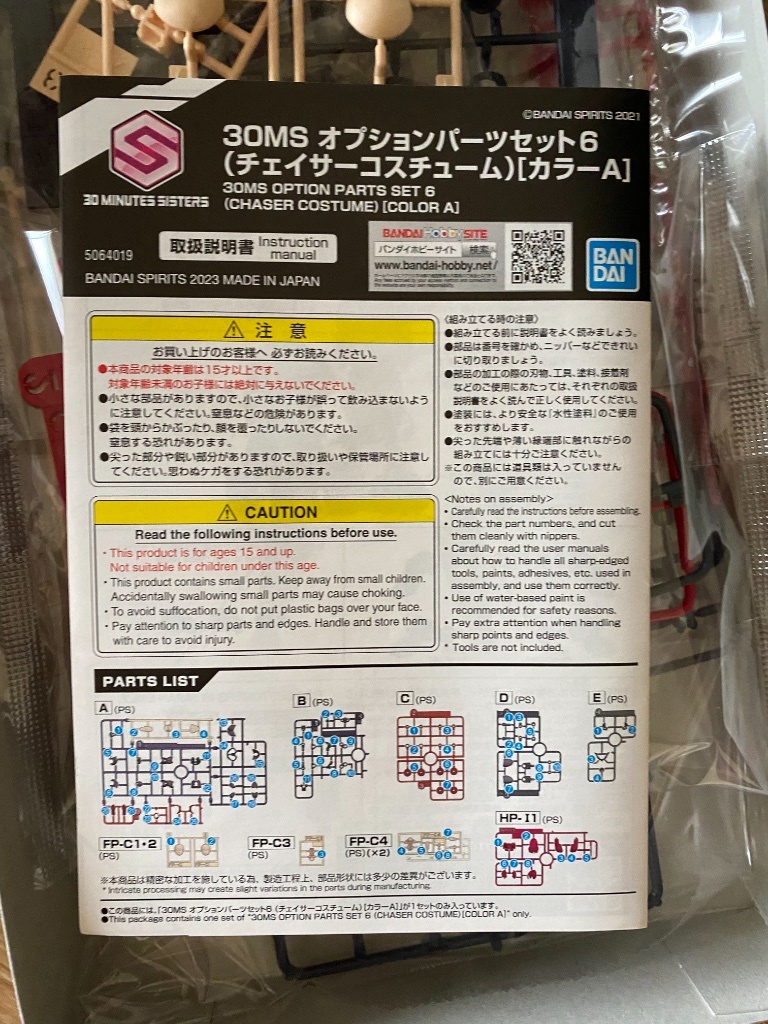 ©BANDAI SPIRITS 2021
30MS オプションパーツセット6
(チェイサーコスチューム)[カラーA]
30MS OPTION PARTS SET 6
(CHASER COSTUME) [COLOR A]
30 MINUTES SISTERS
5064019
取扱説明書 Instruction manual
BANDAI SPIRITS 2023 MADE IN JAPAN
BANDAI HOBBY SITE
バンダイホビーサイト 検索
www.bandai-hobby.net/
BAN
DAI
注 意
お買い上げのお客様へ 必ずお読みください。
●本商品の対象年齢は15才以上です。
対象年齢未満のお子様には絶対に与えないでください。
●小さな部品がありますので、小さなお子様が誤って飲み込まないよう
に注意してください。窒息などの危険があります。
●袋を頭からかぶったり、顔を覆ったりしないでください。
窒息する恐れがあります。
●尖った部分や鋭い部分がありますので、取り扱いや保管場所に注意し
てください。思わぬケガをする恐れがあります。
CAUTION
Read the following instructions before use.
・This product is for ages 15 and up.
Not suitable for children under this age.
・This product contains small parts. Keep away from small children.
Accidentally swallowing small parts may cause choking.
・To avoid suffocation, do not put plastic bags over your face.
・Pay attention to sharp parts and edges. Handle and store them
with care to avoid injury.
〈組み立てる時の注意〉
●組み立てる前に説明書をよく読みましょう。
●部品は番号を確かめ、ニッパーなどできれい
に切り取りましょう。
●部品の加工の際の刃物、工具、塗料、接着剤
などのご使用にあたっては、それぞれの取扱
説明書をよく読んで正しく使用してください。
●塗装には、より安全な「水性塗料」のご使用
をおすすめします。
●尖った先端や薄い縁端部に触れながらの
組み立てには十分ご注意ください。
※この商品には道具類は入っていません
ので、別にご用意ください。
<Notes on assembly>
・Carefully read the instructions before assembling.
・Check the part numbers, and cut
them cleanly with nippers.
・Carefully read the user manuals
about how to handle all sharp-edged
tools, paints, adhesives, etc. used in
assembly, and use them correctly.
・Use of water-based paint is
recommended for safety reasons.
・Pay extra attention when handling
sharp points and edges.
・Tools are not included.
PARTS LIST
A (PS)
B (PS)
C (PS)
D (PS)
E (PS)
FP-C1・2 (PS)
FP-C3 (PS)
FP-C4 (PS)(×2)
HP-I1 (PS)
※本商品は精密な加工を施している為、製造工程上、部品形状には多少の差異がございます。
* Intricate processing may create slight variations in the parts during manufacturing.
●この商品には、「30MS オプションパーツセット6 (チェイサーコスチューム)[カラーA]」が1セットのみ入っています。
●This package contains one set of "30MS OPTION PARTS SET 6 (CHASER COSTUME)[COLOR A]" only.